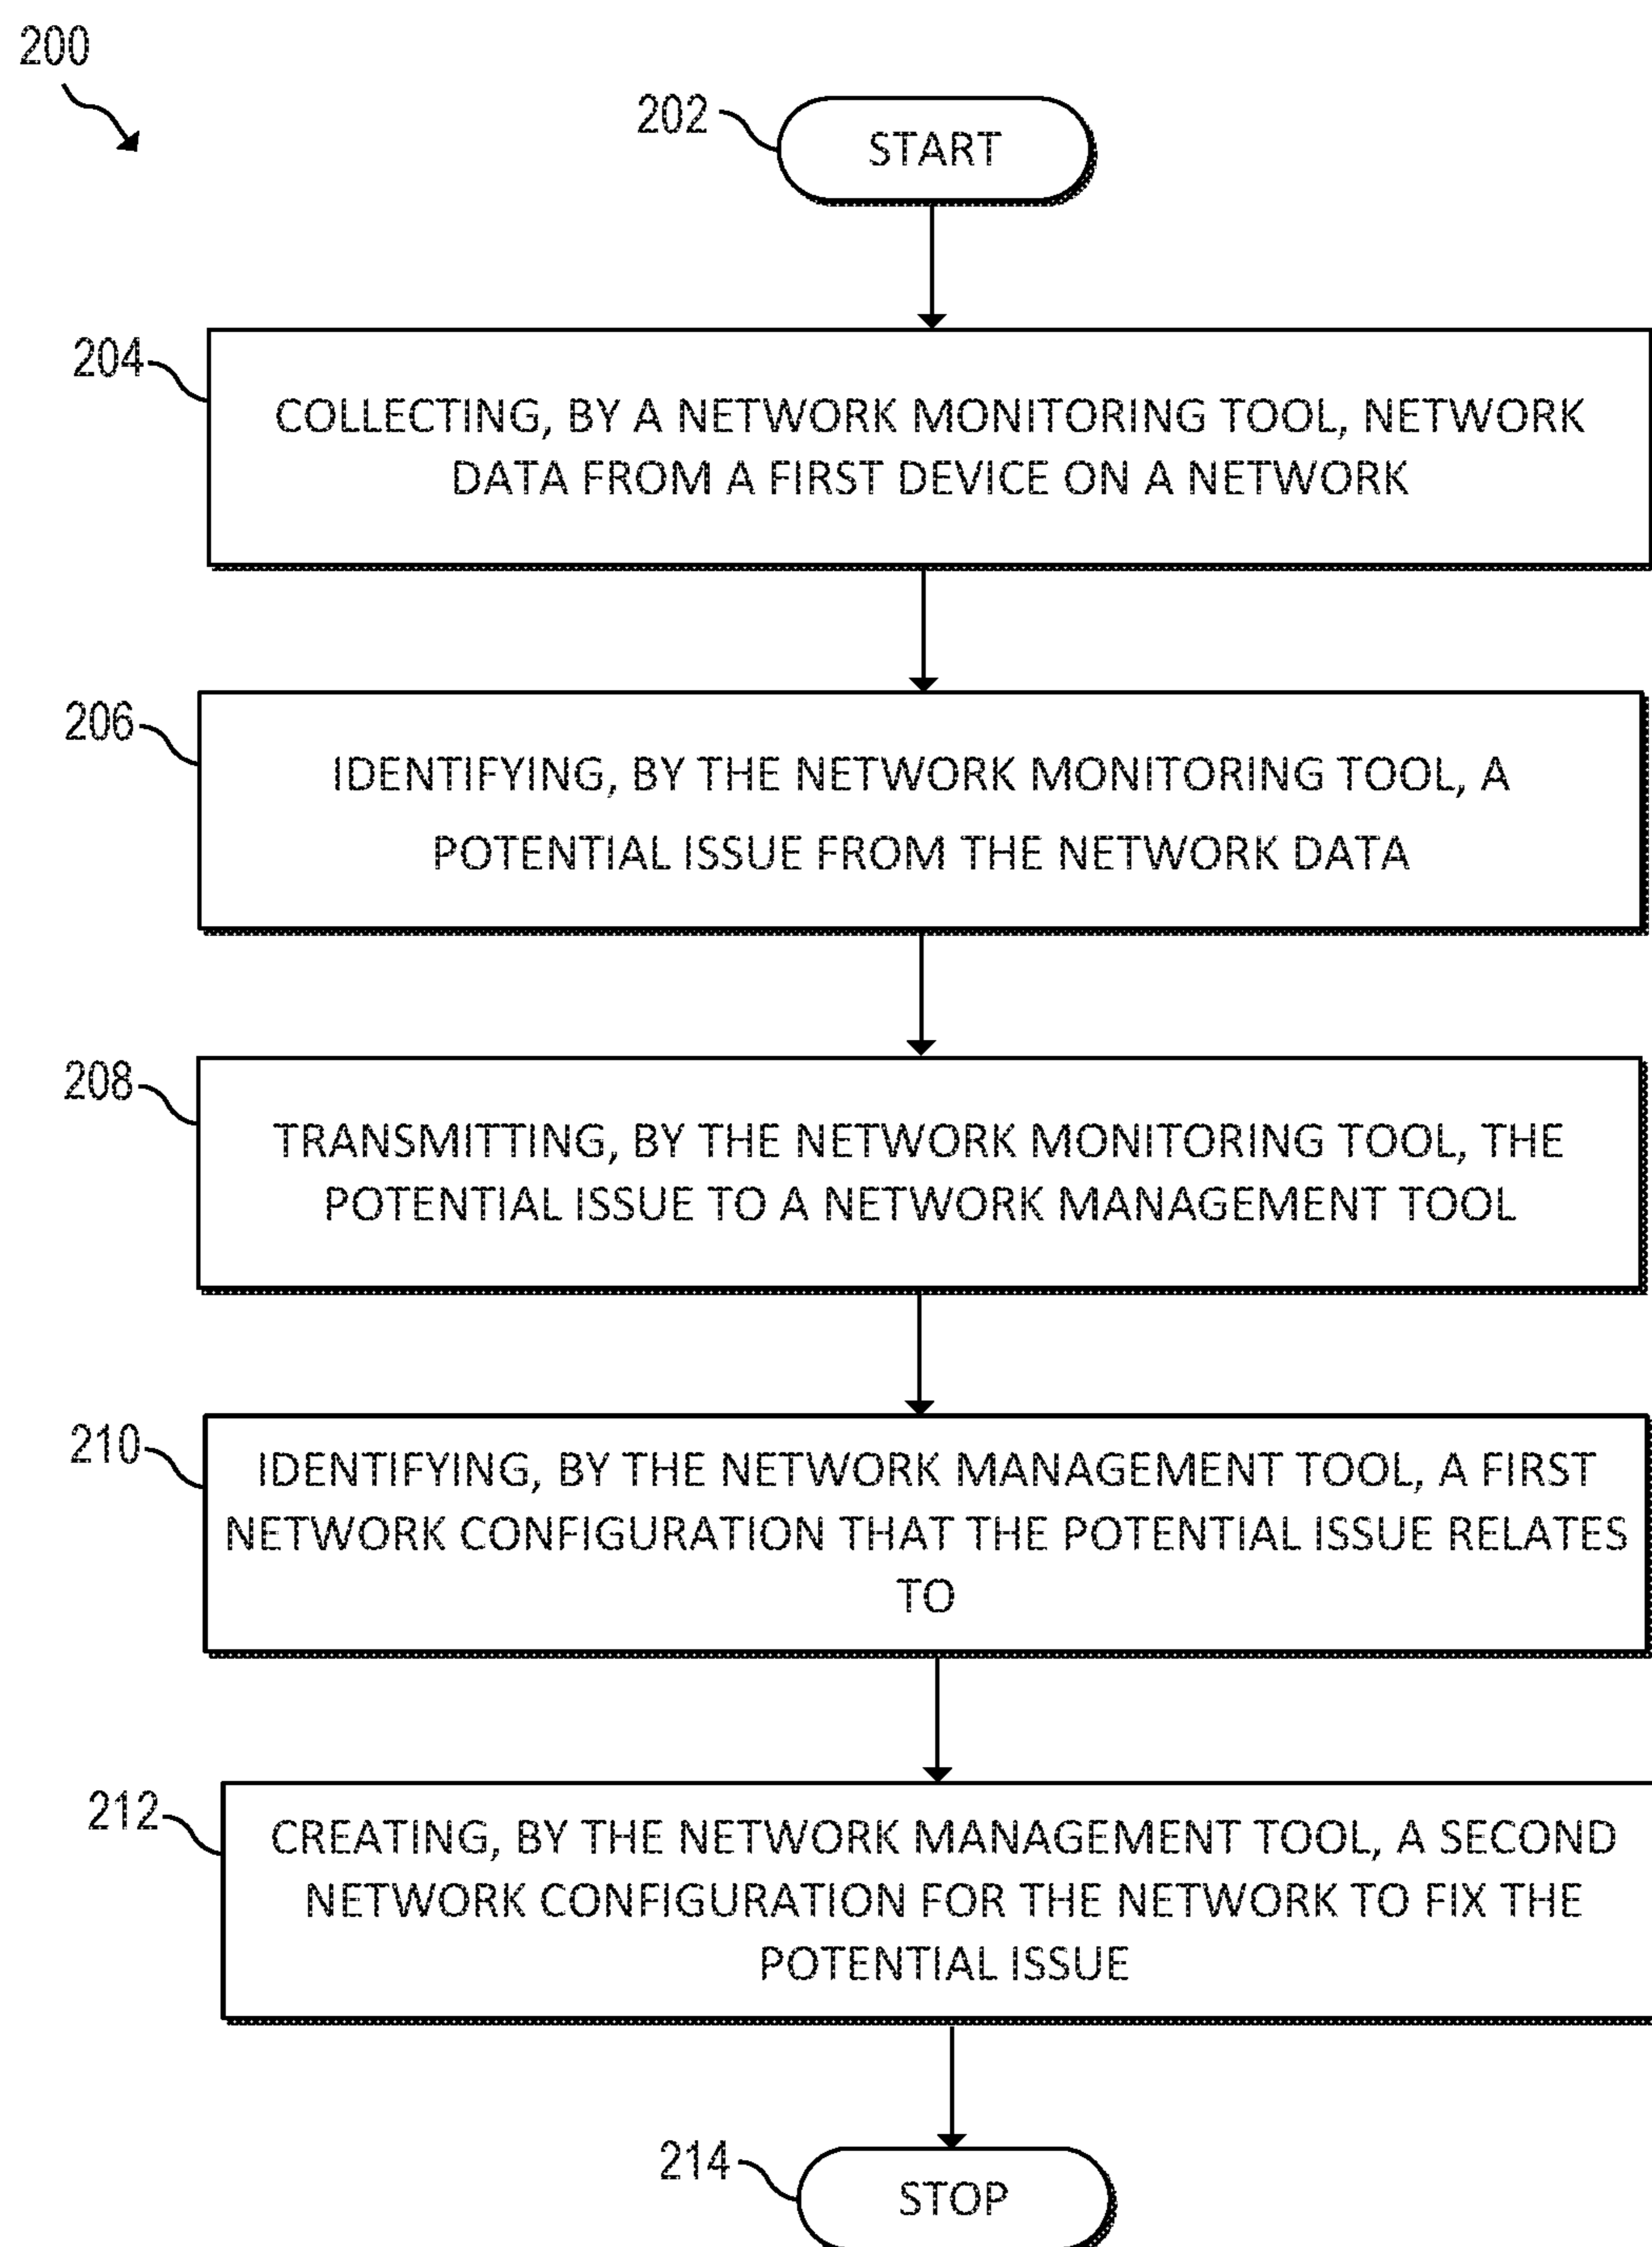 200
202
START
204
COLLECTING, BY A NETWORK MONITORING TOOL, NETWORK
DATA FROM A FIRST DEVICE ON A NETWORK
206
IDENTIFYING, BY THE NETWORK MONITORING TOOL, A
POTENTIAL ISSUE FROM THE NETWORK DATA
208
TRANSMITTING, BY THE NETWORK MONITORING TOOL, THE
POTENTIAL ISSUE TO A NETWORK MANAGEMENT TOOL
210
IDENTIFYING, BY THE NETWORK MANAGEMENT TOOL, A FIRST
NETWORK CONFIGURATION THAT THE POTENTIAL ISSUE RELATES
TO
212
CREATING, BY THE NETWORK MANAGEMENT TOOL, A SECOND
NETWORK CONFIGURATION FOR THE NETWORK TO FIX THE
POTENTIAL ISSUE
214
STOP